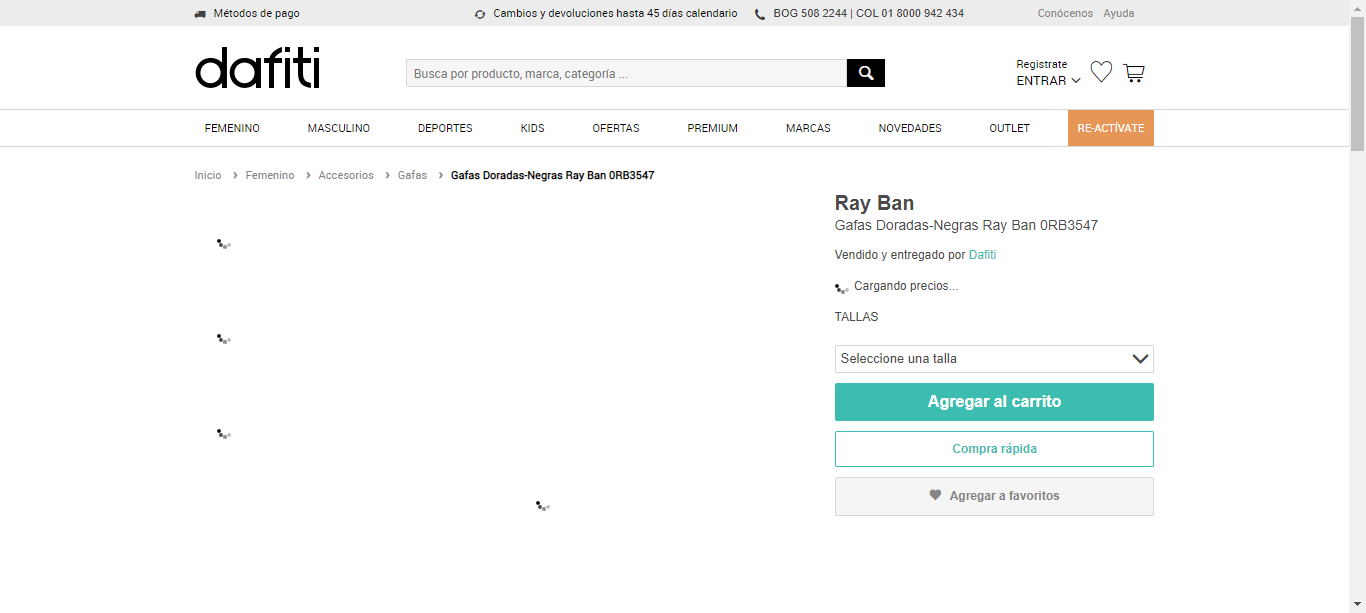 Métodos de pago
Cambios y devoluciones hasta 45 días calendario
BOG 508 2244 | COL 01 8000 942 434
Conócenos Ayuda
dafiti
Busca por producto, marca, categoría ...
Registrate
ENTRAR
FEMENINO MASCULINO DEPORTES KIDS OFERTAS PREMIUM MARCAS NOVEDADES OUTLET RE-ACTÍVATE
Inicio > Femenino > Accesorios > Gafas > Gafas Doradas-Negras Ray Ban 0RB3547
Ray Ban
Gafas Doradas-Negras Ray Ban 0RB3547
Vendido y entregado por Dafiti
Cargando precios...
TALLAS
Seleccione una talla
Agregar al carrito
Compra rápida
Agregar a favoritos